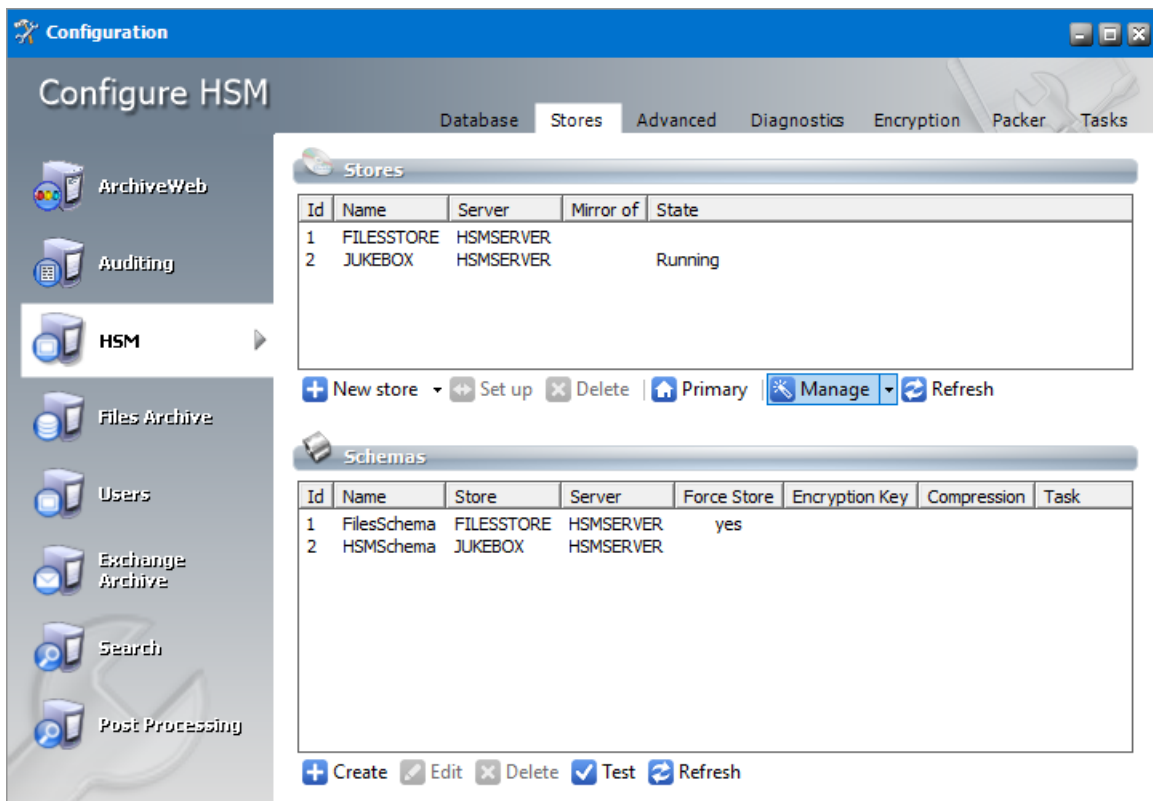 Configuration
Configure HSM
Database Stores Advanced Diagnostics Encryption Packer Tasks
ArchiveWeb
Auditing
HSM
Files Archive
Users
Exchange
Archive
Search
Post Processing
Stores
Id Name Server Mirror of State
1 FILESSTORE HSMSERVER
2 JUKEBOX HSMSERVER Running
New store Set up Delete Primary Manage Refresh
Schemas
Id Name Store Server Force Store Encryption Key Compression Task
1 FilesSchema FILESSTORE HSMSERVER yes
2 HSMSchema JUKEBOX HSMSERVER
Create Edit Delete Test Refresh